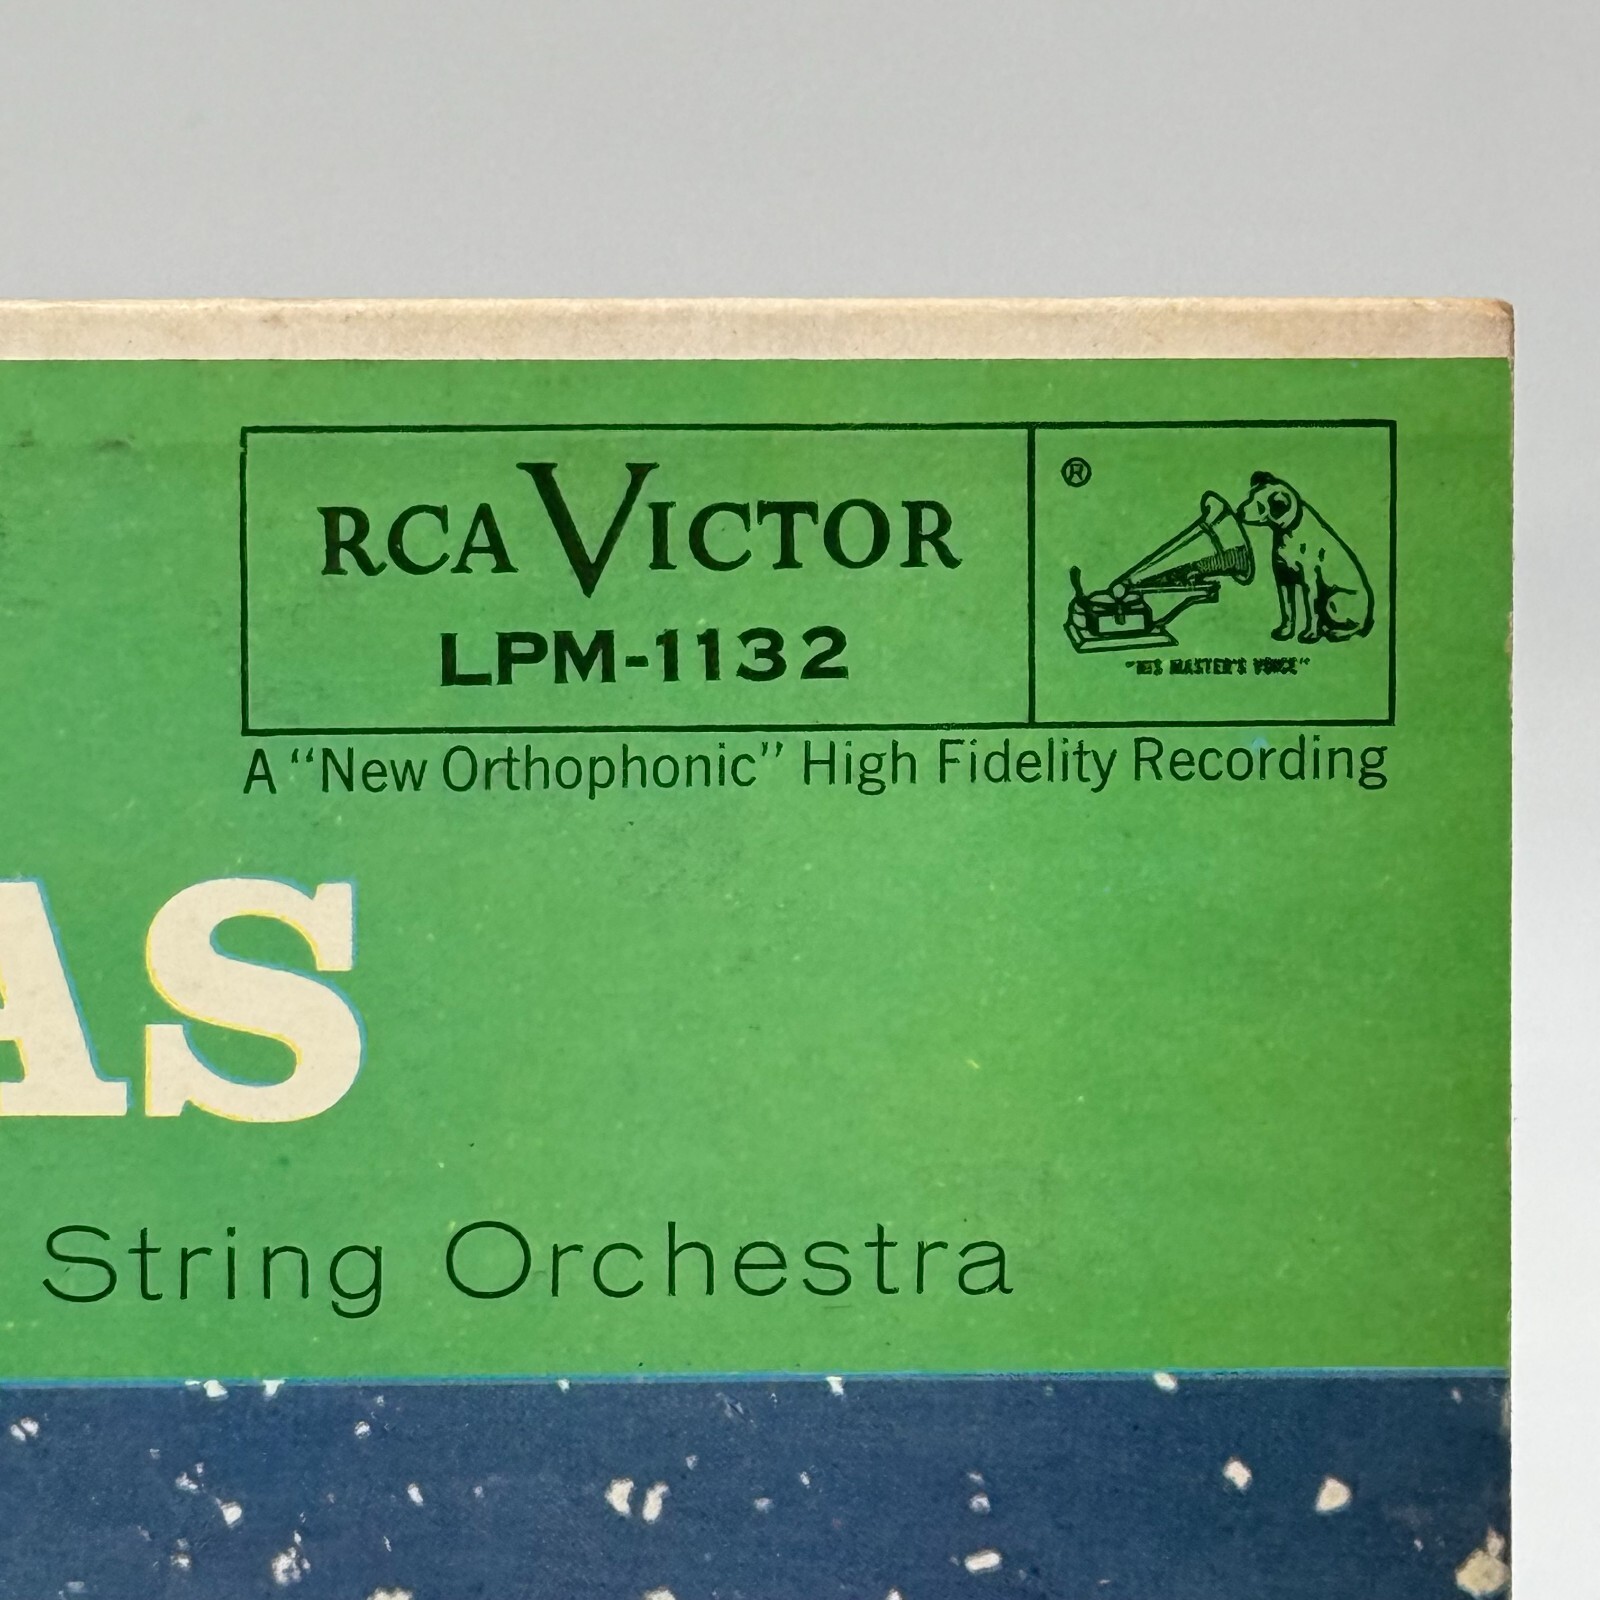 RCA VICTOR
LPM-1132
®
"HIS MASTER'S VOICE"
A “New Orthophonic” High Fidelity Recording
AS
String Orchestra